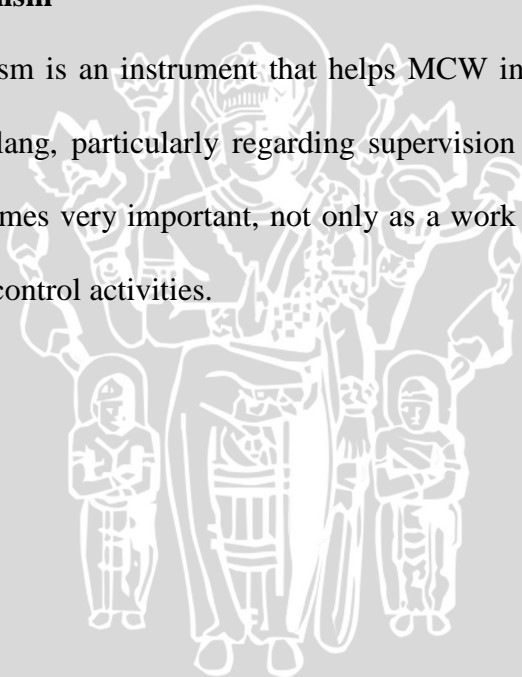 ism
sm is an instrument that helps MCW in
lang, particularly regarding supervision
mes very important, not only as a work
control activities.